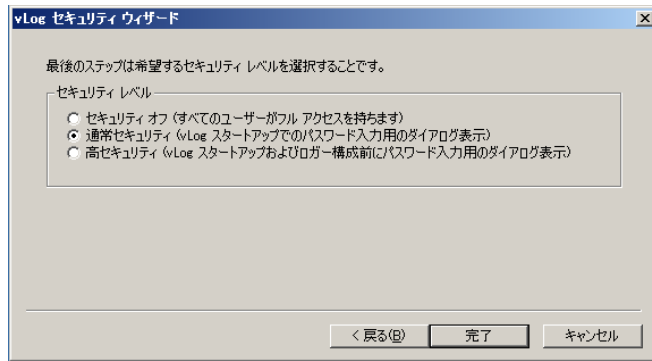 vLog セキュリティ ウィザード
最後のステップは希望するセキュリティ レベルを選択することです。
セキュリティ レベル
セキュリティ オフ (すべてのユーザーがフル アクセスを持ちます)
通常セキュリティ (vLog スタートアップでのパスワード入力用のダイアログ表示)
高セキュリティ (vLog スタートアップおよびロガー構成前にパスワード入力用のダイアログ表示)
< 戻る(B)
完了
キャンセル